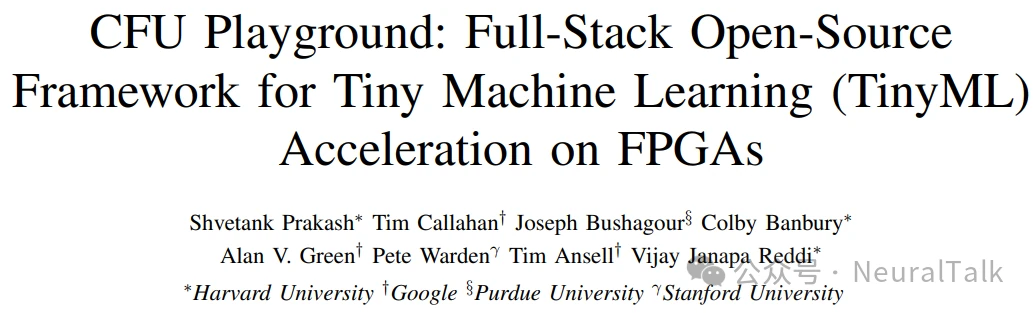 CFU Playground: Full-Stack Open-Source
Framework for Tiny Machine Learning (TinyML)
Acceleration on FPGAs
Shvetank Prakash* Tim Callahan† Joseph Bushagour§ Colby Banbury*
Alan V. Green† Pete Warden^γ Tim Ansell† Vijay Janapa Reddi*
*Harvard University †Google §Purdue University ^γStanford University
公众号 · NeuralTalk